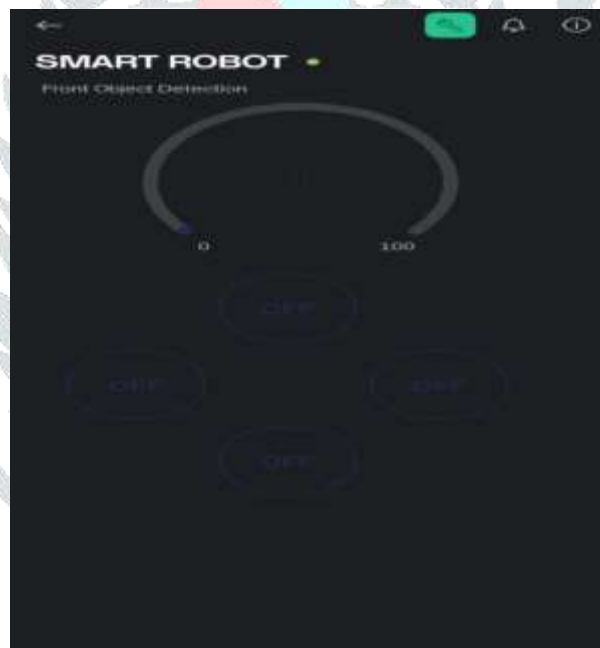 SMART ROBOT
Front Object Detection
0 100
OFF
OFF OFF
OFF